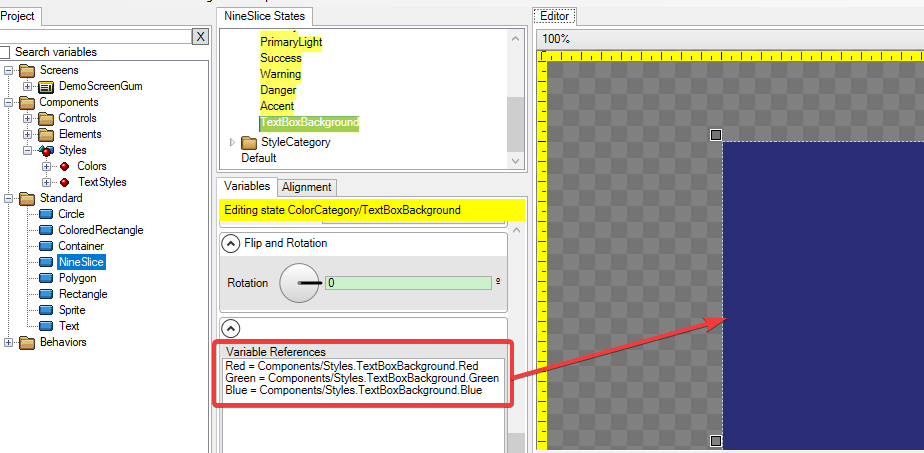 Project
X
Search variables
Screens
DemoScreenGum
Components
Controls
Elements
Styles
Colors
TextStyles
Standard
Circle
ColoredRectangle
Container
NineSlice
Polygon
Rectangle
Sprite
Text
Behaviors
NineSlice States
PrimaryLight
Success
Warning
Danger
Accent
TextBoxBackground
StyleCategory
Default
Variables Alignment
Editing state ColorCategory/TextBoxBackground
Flip and Rotation
Rotation 0 º
Variable References
Red = Components/Styles.TextBoxBackground.Red
Green = Components/Styles.TextBoxBackground.Green
Blue = Components/Styles.TextBoxBackground.Blue
Editor
100%